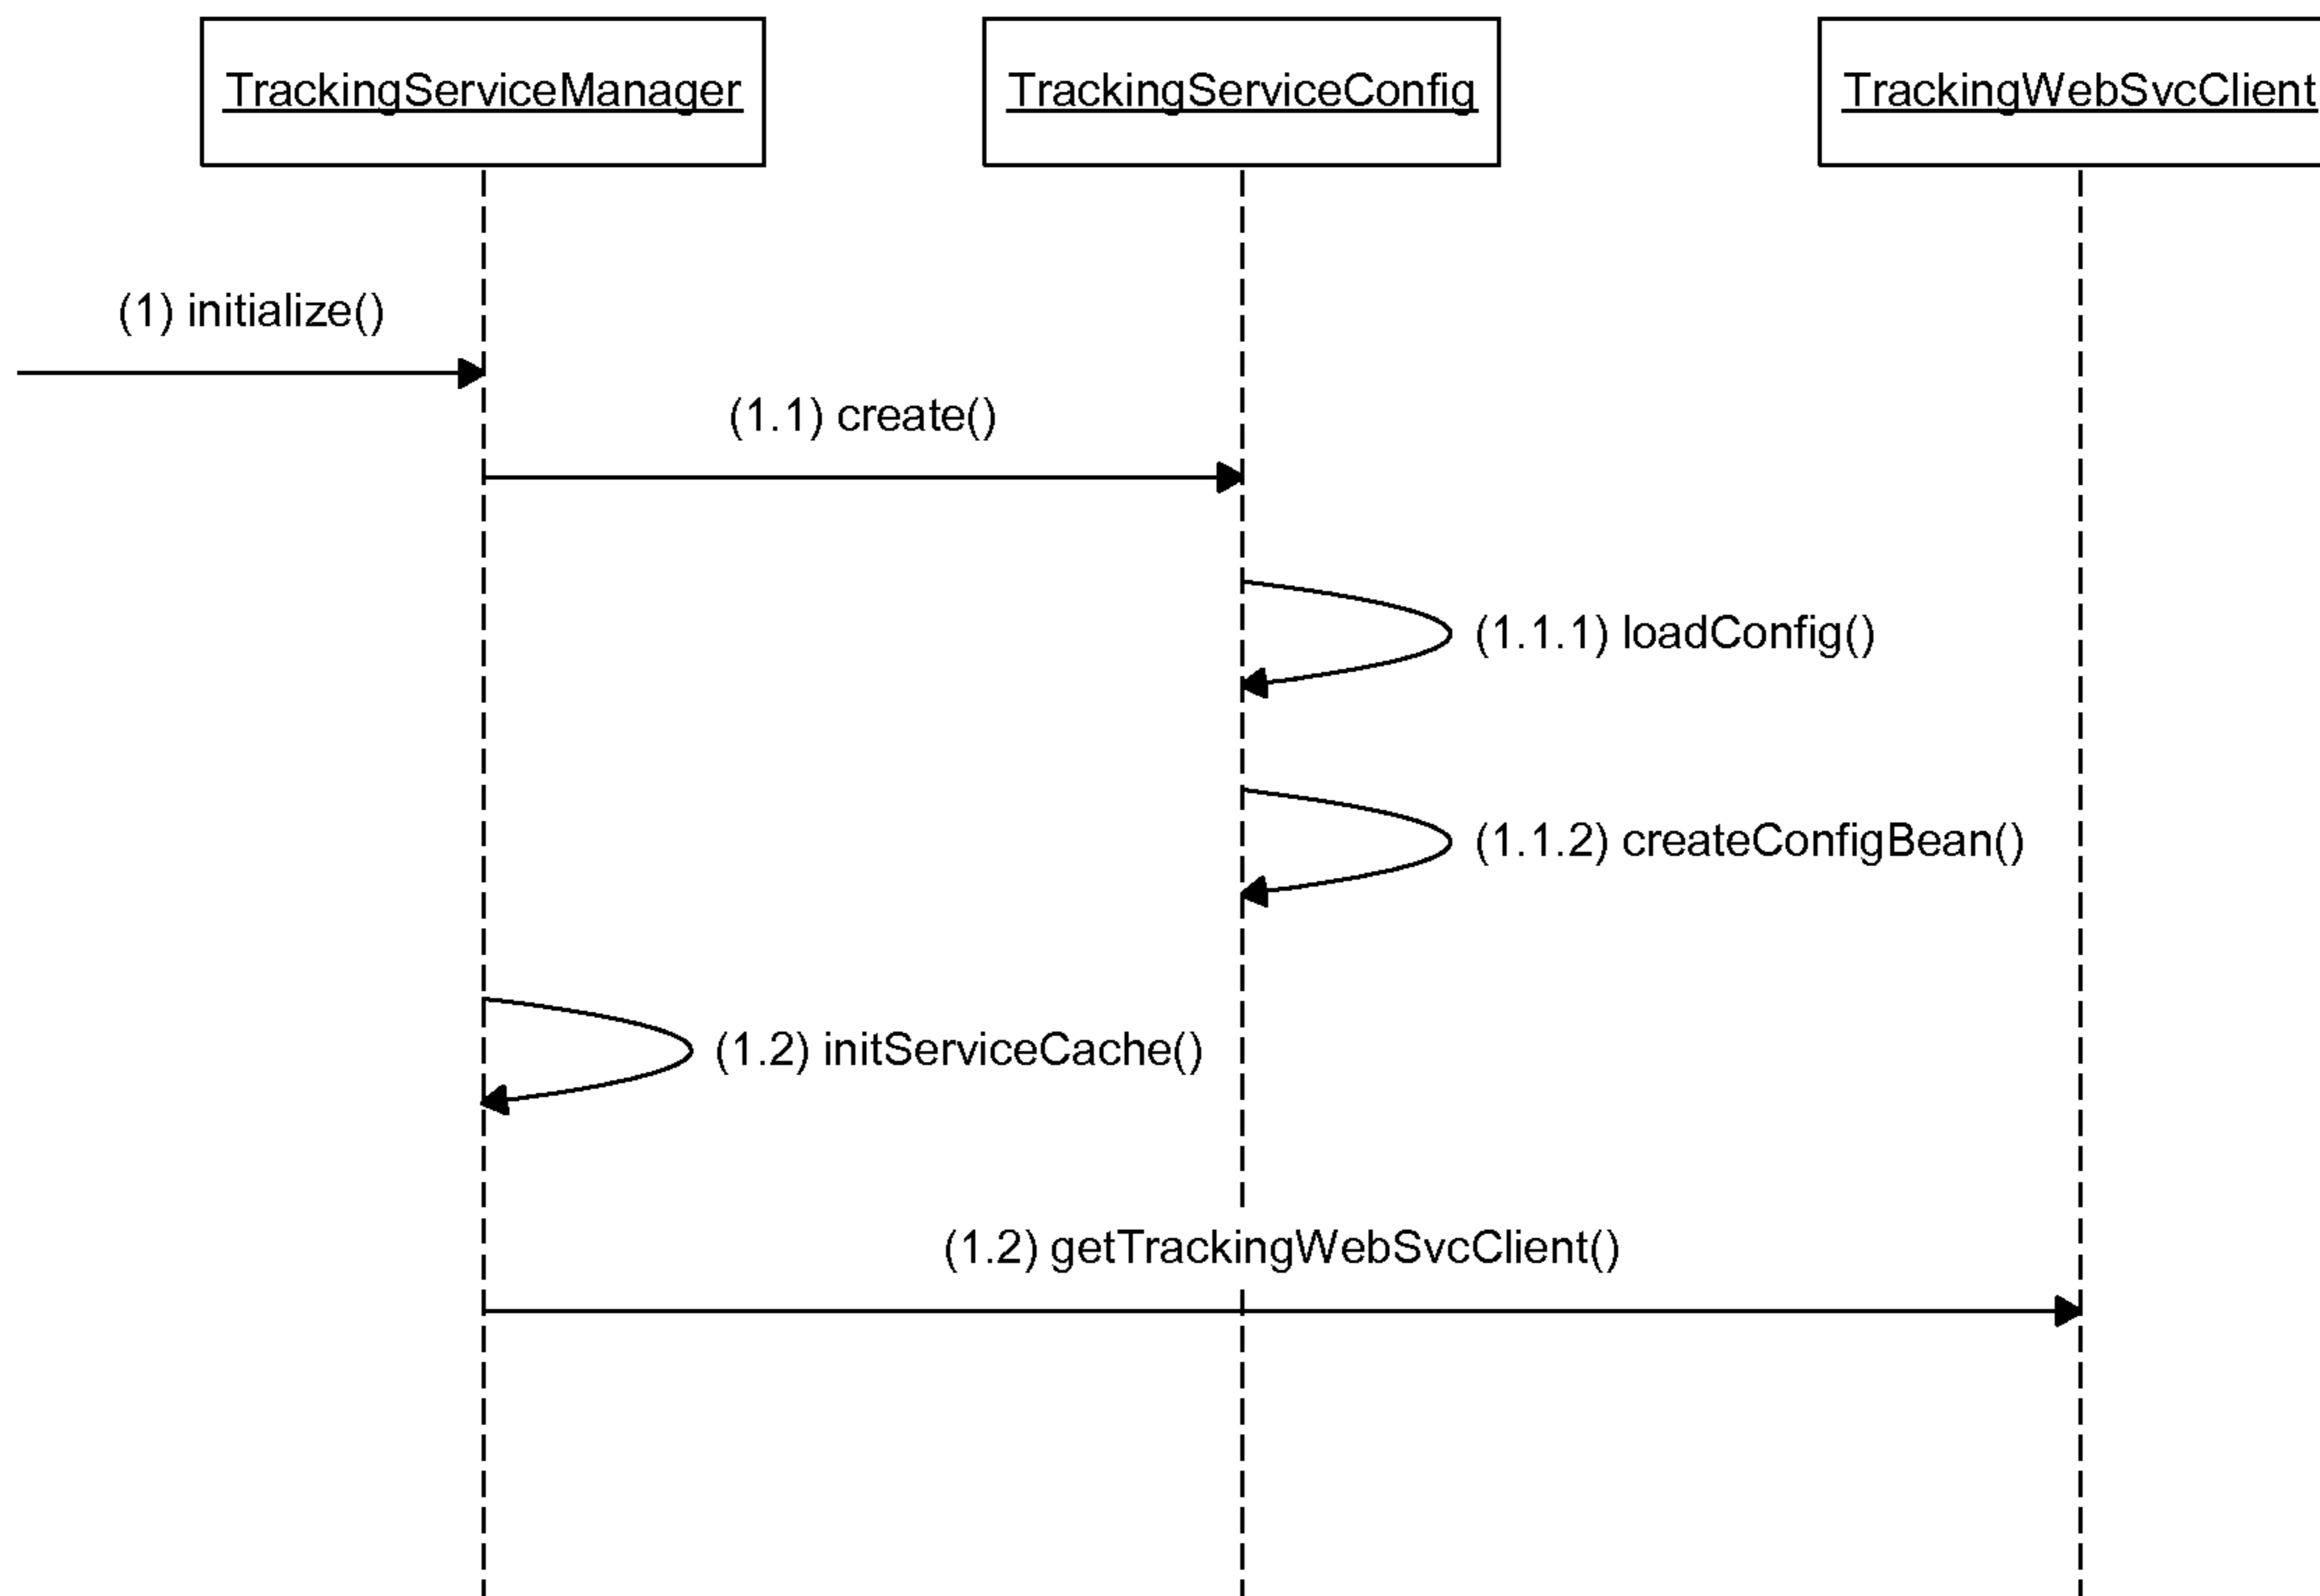 TrackingServiceManager
TrackingServiceConfig
TrackingWebSvcClient
(1) initialize()
(1.1) create()
(1.1.1) loadConfig()
(1.1.2) createConfigBean()
(1.2) initServiceCache()
(1.2) getTrackingWebSvcClient()